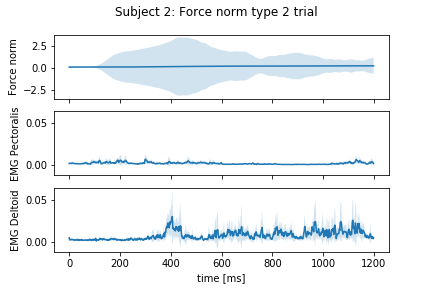 Subject 2: Force norm type 2 trial
Force norm
2.5
0.0
−2.5
EMG Pectoralis
0.05
0.00
EMG Deltoid
0.05
0.00
0 200 400 600 800 1000 1200
time [ms]